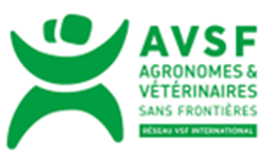 AVSF
AGRONOMES &
VÉTÉRINAIRES
SANS FRONTIÈRES
RÉSEAU VSF INTERNATIONAL